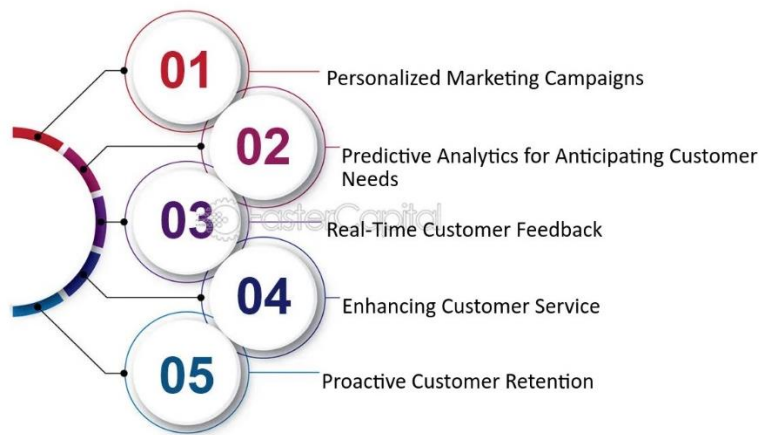 01
Personalized Marketing Campaigns
02
Predictive Analytics for Anticipating Customer
Needs
03
FasterCapital
Real-Time Customer Feedback
04
Enhancing Customer Service
05
Proactive Customer Retention